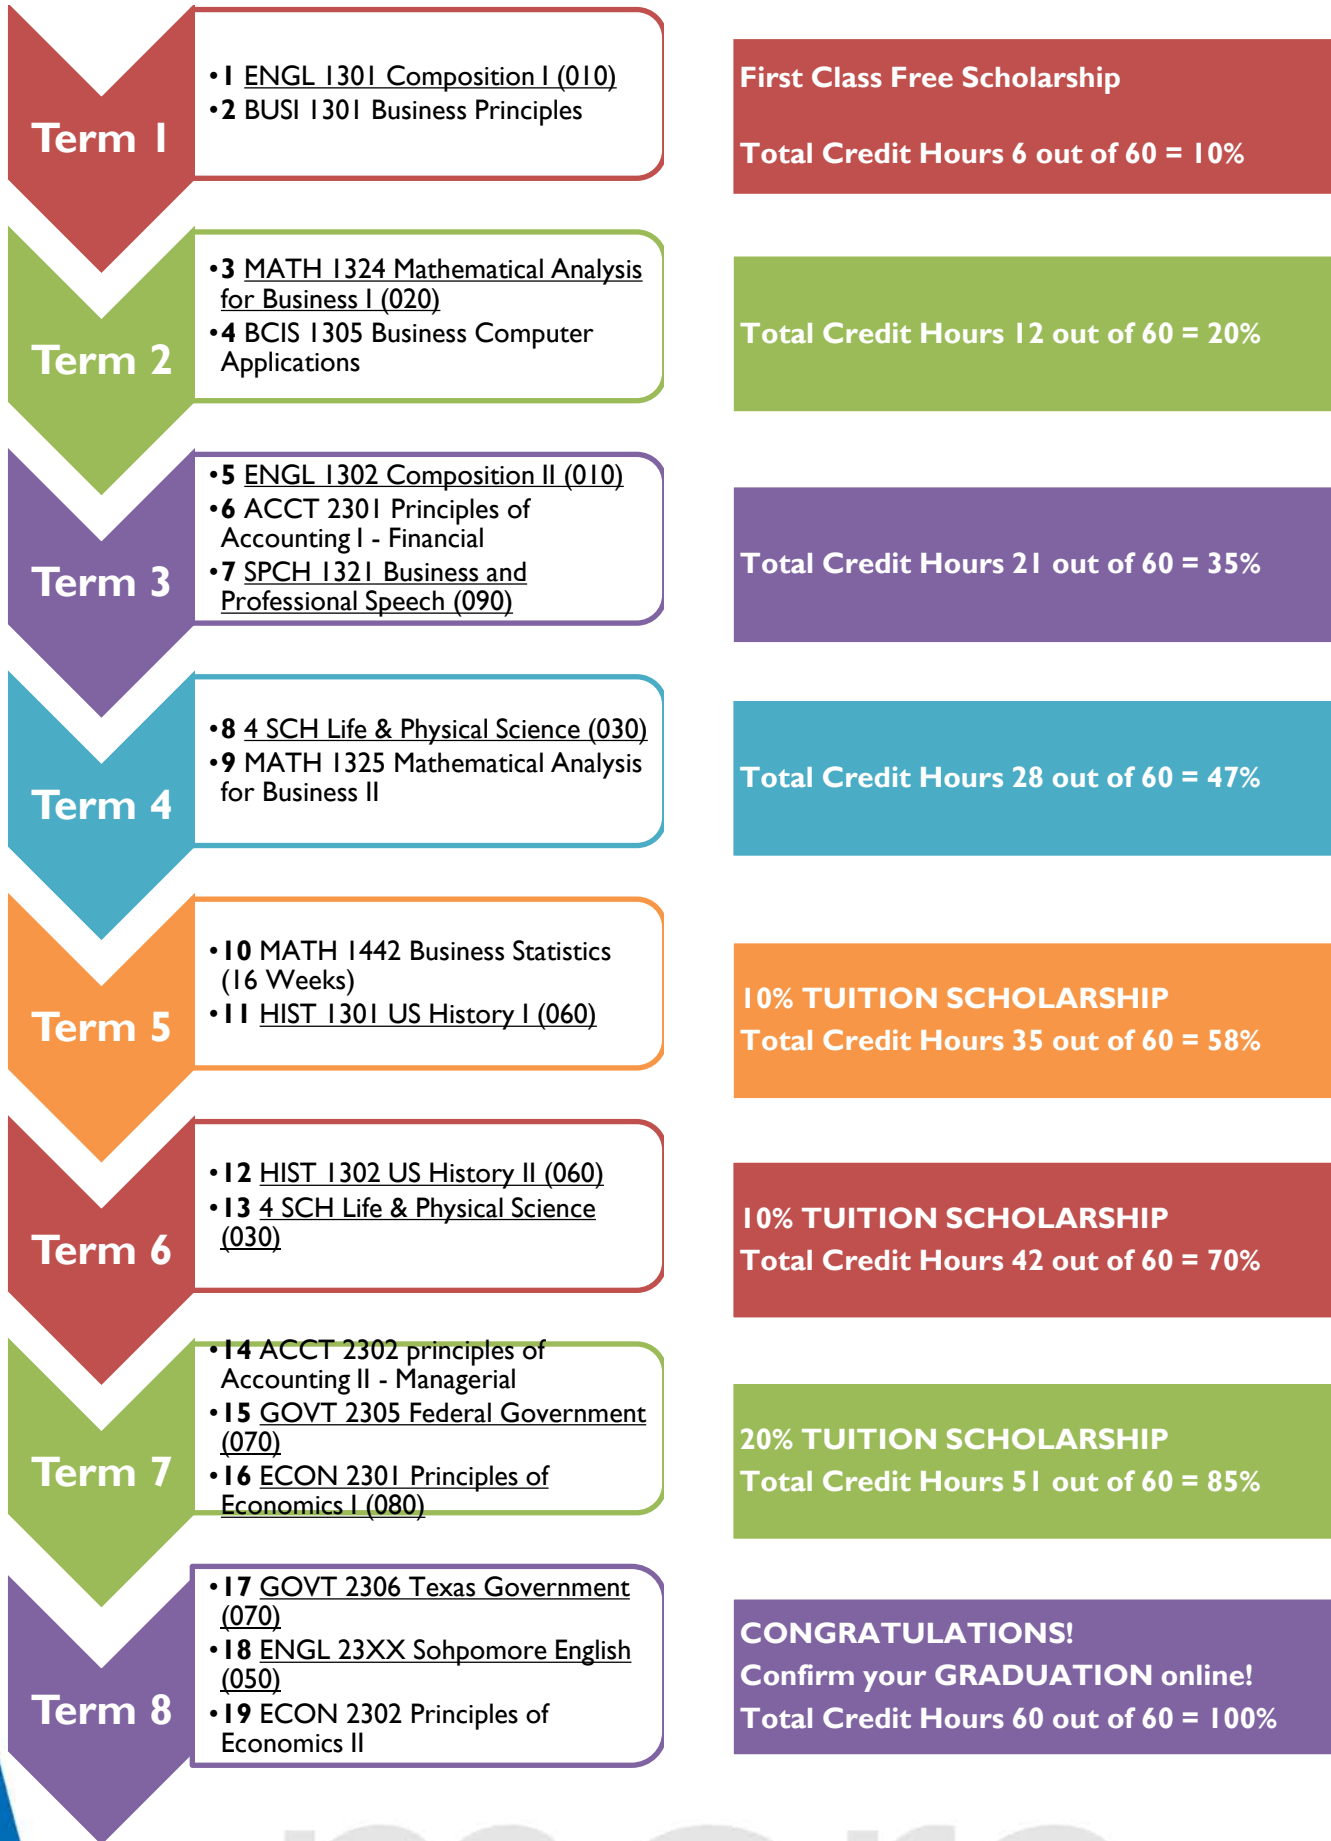 Term 1
•1 ENGL 1301 Composition I (010)
•2 BUSI 1301 Business Principles
First Class Free Scholarship
Total Credit Hours 6 out of 60 = 10%
Term 2
•3 MATH 1324 Mathematical Analysis
for Business I (020)
•4 BCIS 1305 Business Computer
Applications
Total Credit Hours 12 out of 60 = 20%
Term 3
•5 ENGL 1302 Composition II (010)
•6 ACCT 2301 Principles of
Accounting I - Financial
•7 SPCH 1321 Business and
Professional Speech (090)
Total Credit Hours 21 out of 60 = 35%
Term 4
•8 4 SCH Life & Physical Science (030)
•9 MATH 1325 Mathematical Analysis
for Business II
Total Credit Hours 28 out of 60 = 47%
Term 5
•10 MATH 1442 Business Statistics
(16 Weeks)
•11 HIST 1301 US History I (060)
10% TUITION SCHOLARSHIP
Total Credit Hours 35 out of 60 = 58%
Term 6
•12 HIST 1302 US History II (060)
•13 4 SCH Life & Physical Science
(030)
10% TUITION SCHOLARSHIP
Total Credit Hours 42 out of 60 = 70%
Term 7
•14 ACCT 2302 principles of
Accounting II - Managerial
•15 GOVT 2305 Federal Government
(070)
•16 ECON 2301 Principles of
Economics I (080)
20% TUITION SCHOLARSHIP
Total Credit Hours 51 out of 60 = 85%
Term 8
•17 GOVT 2306 Texas Government
(070)
•18 ENGL 23XX Sohpomore English
(050)
•19 ECON 2302 Principles of
Economics II
CONGRATULATIONS!
Confirm your GRADUATION online!
Total Credit Hours 60 out of 60 = 100%